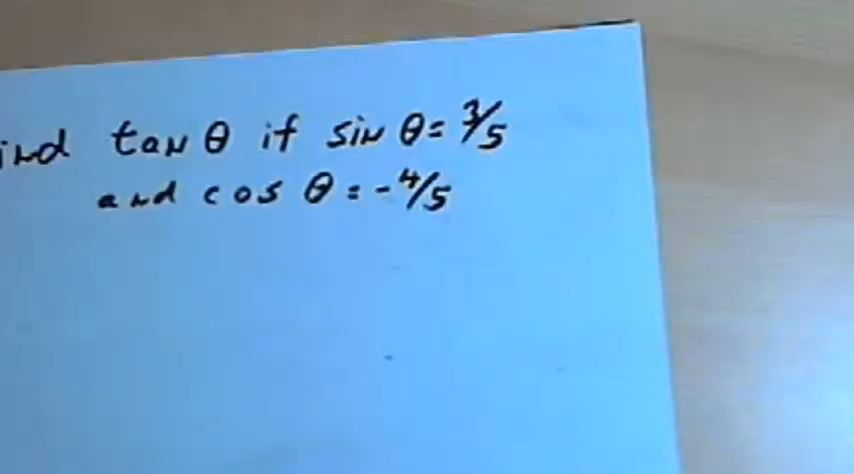 ind tan θ if sin θ = 3/5
and cos θ = -4/5